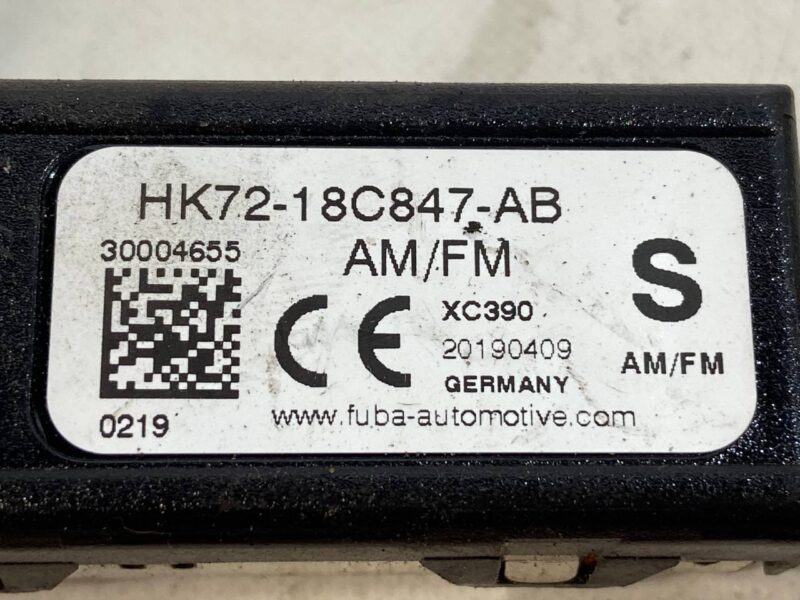 HK72-18C847-AB
30004655
AM/FM
CE
XC390
20190409
GERMANY
S
AM/FM
0219
www.fuba-automotive.com